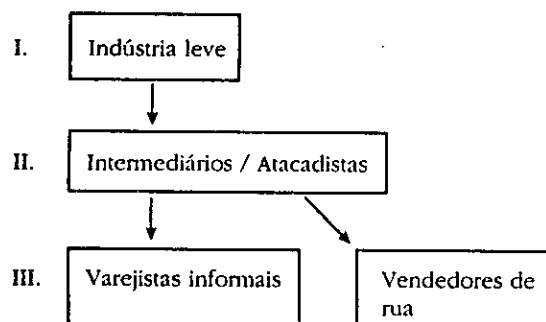 I. Indústria leve
II. Intermediários / Atacadistas
III. Varejistas informais Vendedores de
rua